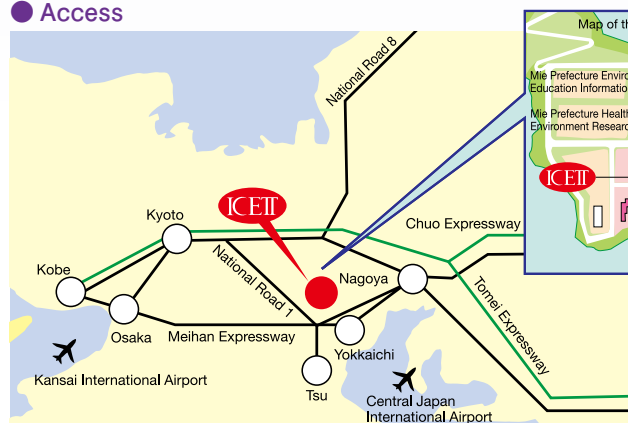 Access
Map of th
National Road 8
Mie Prefecture Enviro
Education Informatio
Mie Prefecture Health
Environment Researc
ICETT
ICETT
Kyoto
Chuo Expressway
Kobe
National Road 1
Nagoya
Tomei Expressway
Osaka
Meihan Expressway
Yokkaichi
Kansai International Airport
Tsu
Central Japan
International Airport